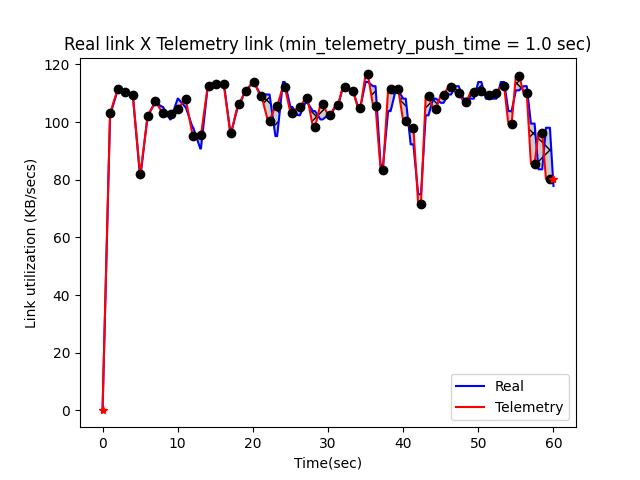 Real link X Telemetry link (min_telemetry_push_time = 1.0 sec)
120
100
80
60
40
20
0
Link utilization (KB/secs)
0 10 20 30 40 50 60
Time(sec)
Real
Telemetry